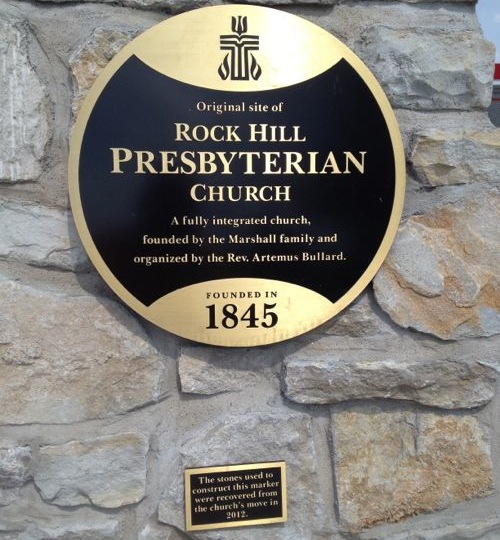 Original site of
ROCK HILL
PRESBYTERIAN
CHURCH
A fully integrated church,
founded by the Marshall family and
organized by the Rev. Artemus Bullard.
FOUNDED IN
1845
The stones used to
construct this marker
were recovered from
the church's move in
2012.